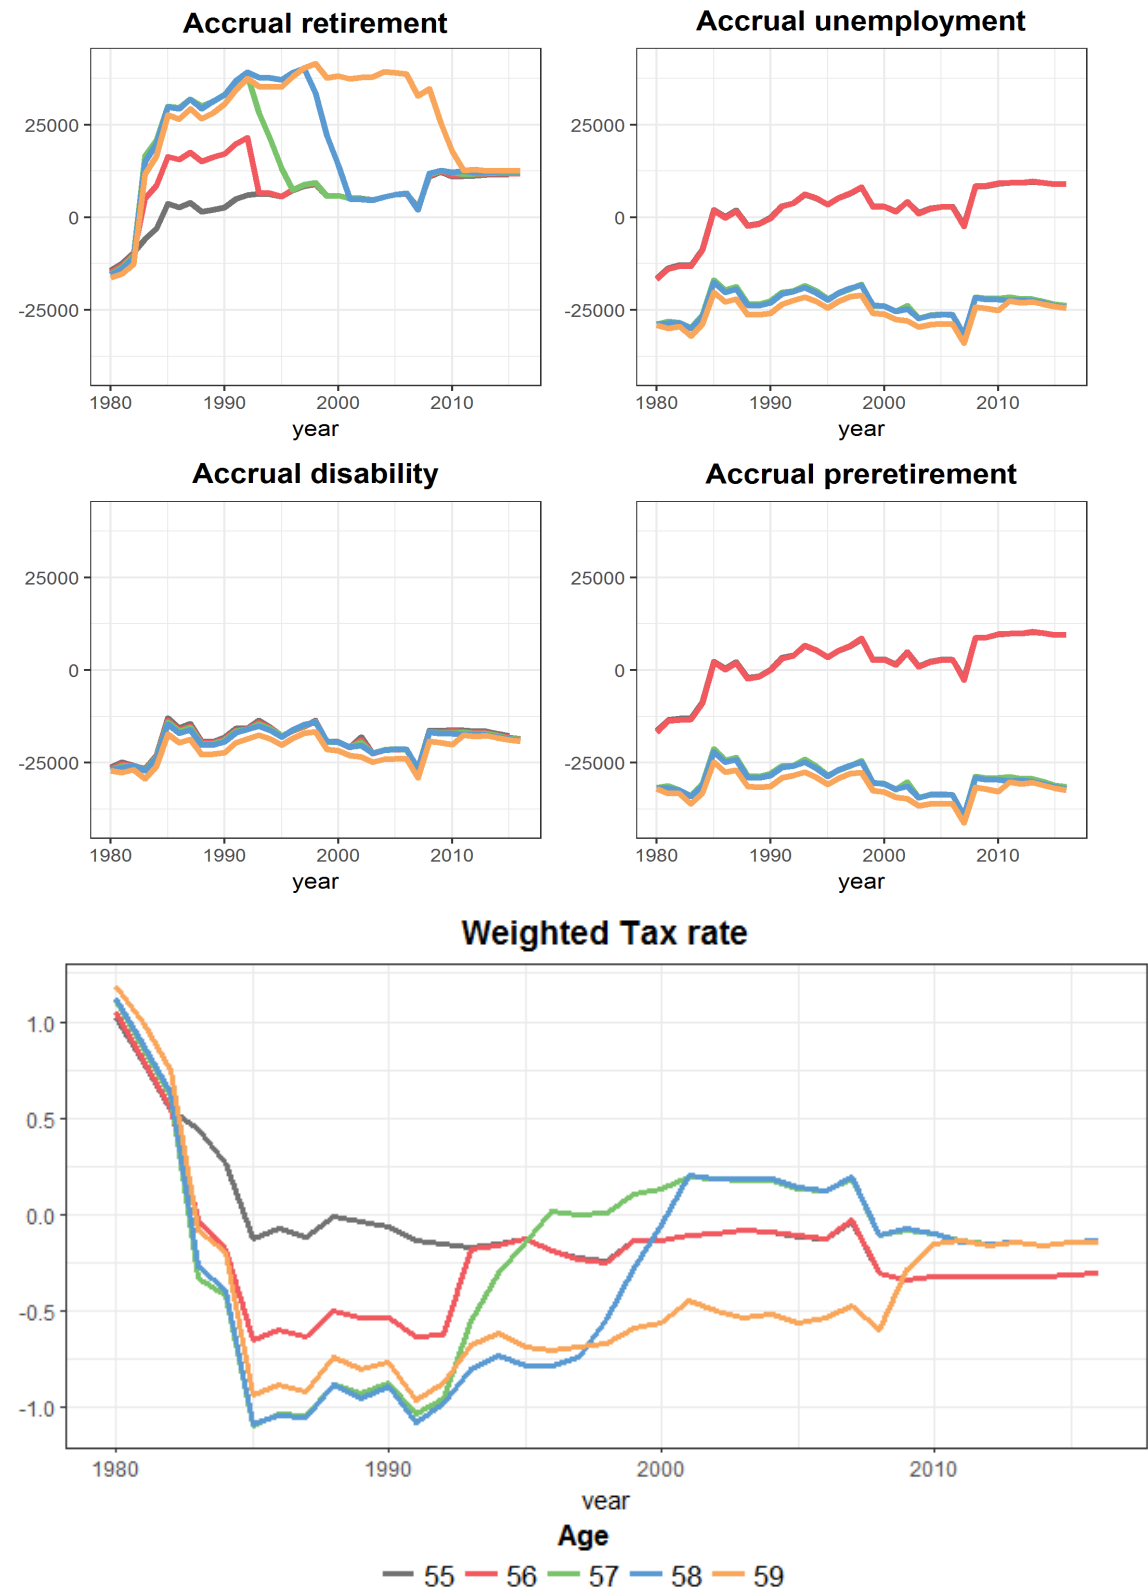 Accrual retirement
25000
0
-25000
1980 1990 2000 2010
year
Accrual unemployment
25000
0
-25000
1980 1990 2000 2010
year
Accrual disability
25000
0
-25000
1980 1990 2000 2010
year
Accrual preretirement
25000
0
-25000
1980 1990 2000 2010
year
Weighted Tax rate
1.0
0.5
0.0
-0.5
-1.0
1980 1990 2000 2010
vear
Age
55 56 57 58 59